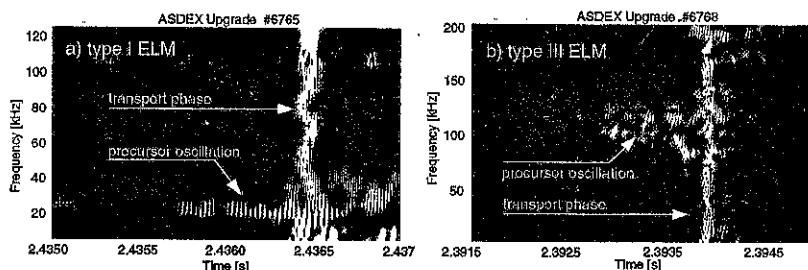 ASDEX Upgrade #6765
a) type I ELM
transport phase
precursor oscillation
Frequency [kHz]
120
100
80
60
40
20
2.4350
2.4355
2.4360
2.4365
2.437
Time [s]
ASDEX Upgrade #6768
b) type III ELM
precursor oscillation
transport phase
Frequency [kHz]
200
150
100
50
2.3915
2.3925
2.3935
2.3945
Time [s]